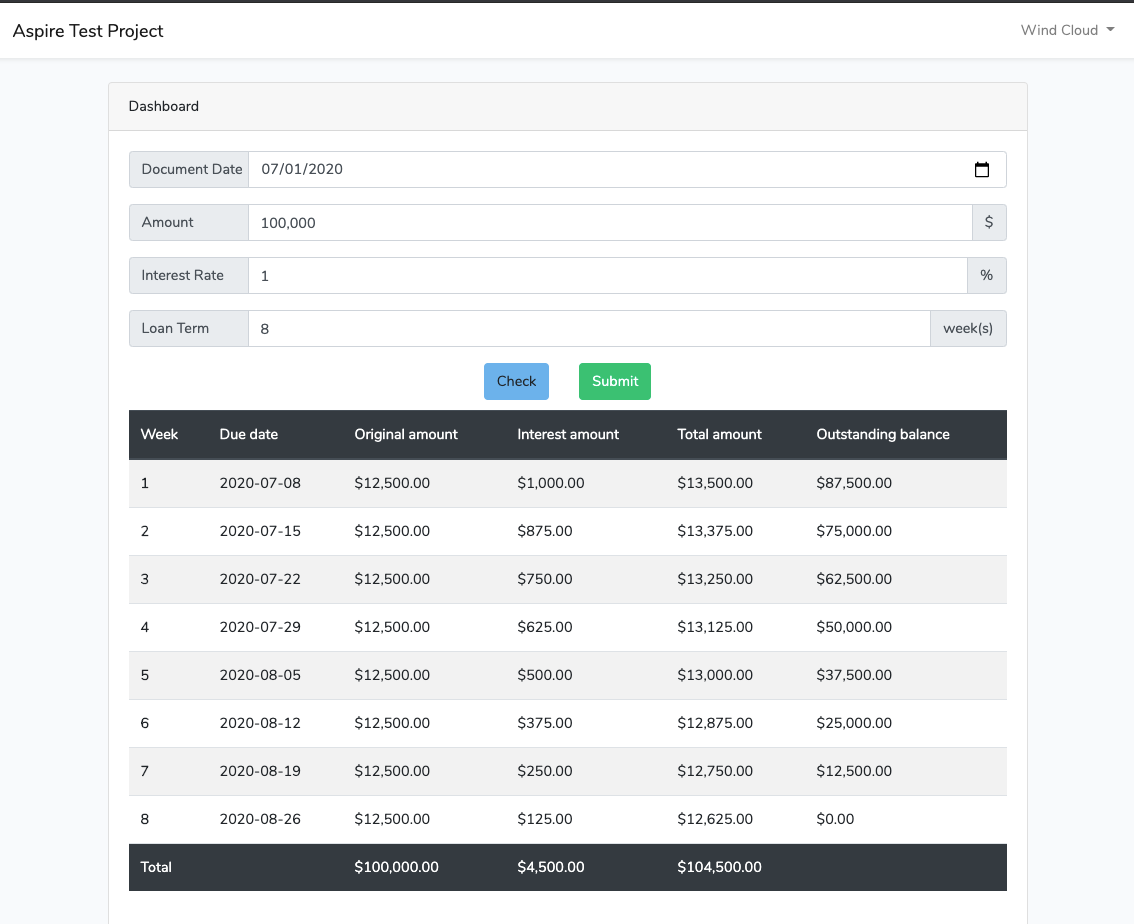 Aspire Test Project Wind Cloud
Dashboard
Document Date 07/01/2020
Amount 100,000 $
Interest Rate 1 %
Loan Term 8 week(s)
Check Submit
Week Due date Original amount Interest amount Total amount Outstanding balance
1 2020-07-08 $12,500.00 $1,000.00 $13,500.00 $87,500.00
2 2020-07-15 $12,500.00 $875.00 $13,375.00 $75,000.00
3 2020-07-22 $12,500.00 $750.00 $13,250.00 $62,500.00
4 2020-07-29 $12,500.00 $625.00 $13,125.00 $50,000.00
5 2020-08-05 $12,500.00 $500.00 $13,000.00 $37,500.00
6 2020-08-12 $12,500.00 $375.00 $12,875.00 $25,000.00
7 2020-08-19 $12,500.00 $250.00 $12,750.00 $12,500.00
8 2020-08-26 $12,500.00 $125.00 $12,625.00 $0.00
Total $100,000.00 $4,500.00 $104,500.00